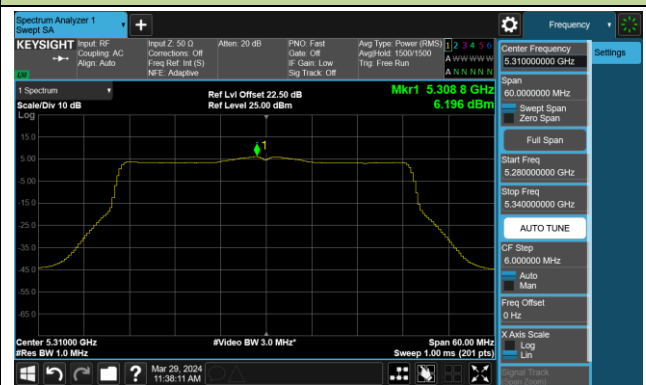 Spectrum Analyzer 1
Swept SA
+
Frequency
KEYSIGHT
Input: RF
Coupling: AC
Align: Auto
Input Z: 50 Ω
Corrections: Off
Freq Ref: Int (S)
NFE: Adaptive
Atten: 20 dB
PNO: Fast
Gate: Off
IF Gain: Low
Sig Track: Off
Avg Type: Power (RMS)
Avg|Hold: 1500/1500
Trig: Free Run
1 2 3 4 5 6
A W W W W W
A N N N N N
LXI
1 Spectrum
Scale/Div 10 dB
Log
Ref Lvl Offset 22.50 dB
Ref Level 25.00 dBm
Mkr1 5.308 8 GHz
6.196 dBm
15.0
5.00
-5.00
-15.0
-25.0
-35.0
-45.0
-55.0
-65.0
1
Center 5.31000 GHz
#Res BW 1.0 MHz
#Video BW 3.0 MHz*
Span 60.00 MHz
Sweep 1.00 ms (201 pts)
Center Frequency
5.310000000 GHz
Settings
Span
60.0000000 MHz
Swept Span
Zero Span
Full Span
Start Freq
5.280000000 GHz
Stop Freq
5.340000000 GHz
AUTO TUNE
CF Step
6.000000 MHz
Auto
Man
Freq Offset
0 Hz
X Axis Scale
Log
Lin
Signal Track
(Span Zoom)
?
Mar 29, 2024
11:38:11 AM